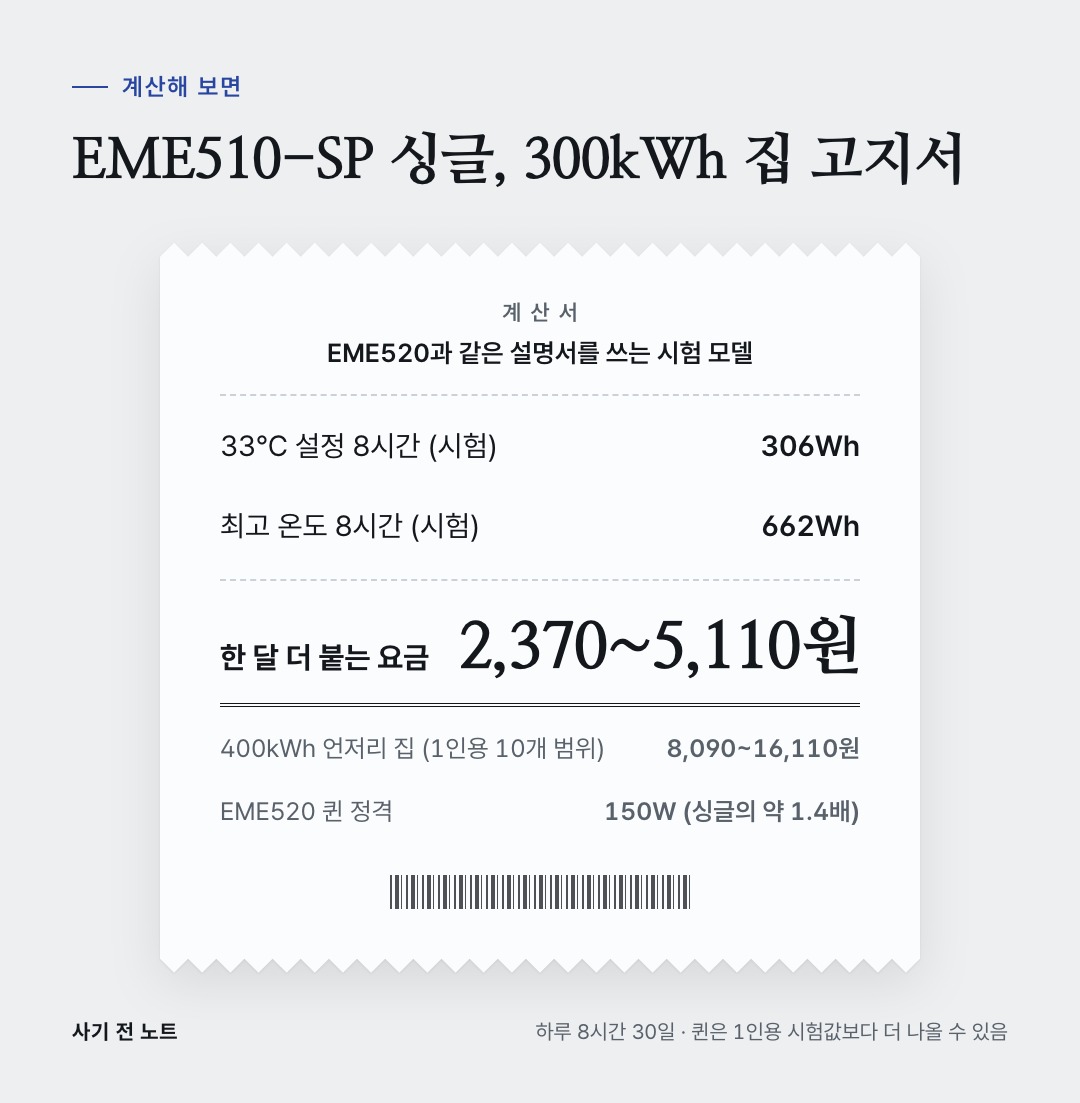 계산해 보면
EME510-SP 싱글, 300kWh 집 고지서
계산서
EME520과 같은 설명서를 쓰는 시험 모델
33°C 설정 8시간 (시험) 306Wh
최고 온도 8시간 (시험) 662Wh
한 달 더 붙는 요금 2,370~5,110원
400kWh 언저리 집 (1인용 10개 범위) 8,090~16,110원
EME520 퀸 정격 150W (싱글의 약 1.4배)
사기 전 노트 하루 8시간 30일 · 퀸은 1인용 시험값보다 더 나올 수 있음